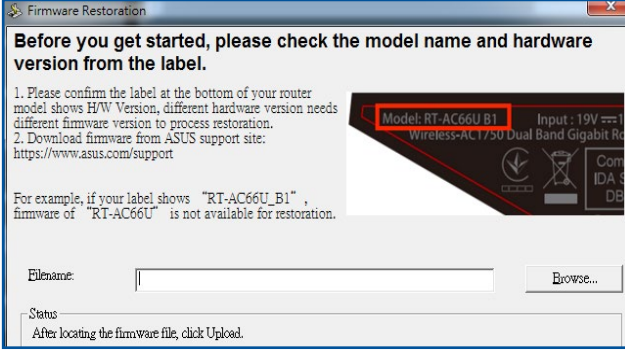 Firmware Restoration
Before you get started, please check the model name and hardware
version from the label.
1. Please confirm the label at the bottom of your router
model shows H/W Version, different hardware version needs
different firmware version to process restoration.
2. Download firmware from ASUS support site:
https://www.asus.com/support
For example, if your label shows “RT-AC66U_B1”,
firmware of “RT-AC66U” is not available for restoration.
Model: RT-AC66U B1
Input : 19V
Wireless-AC1750 Dual Band Gigabit
IDA
DB
Filename:
Browse...
Status
After locating the firmware file, click Upload.